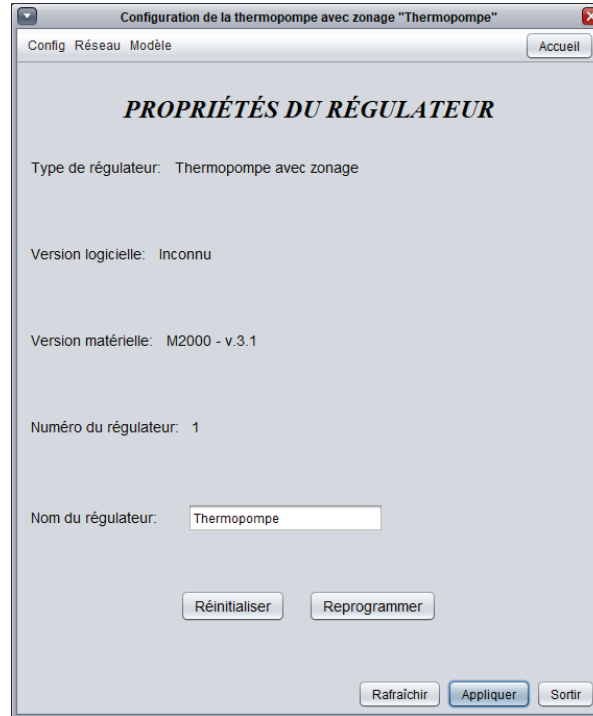 Configuration de la thermopompe avec zonage "Thermopompe"
Config Réseau Modèle Accueil
PROPRIÉTÉS DU RÉGULATEUR
Type de régulateur: Thermopompe avec zonage
Version logicielle: Inconnu
Version matérielle: M2000 - v.3.1
Numéro du régulateur: 1
Nom du régulateur: Thermopompe
Réinitialiser Reprogrammer
Rafraîchir Appliquer Sortir